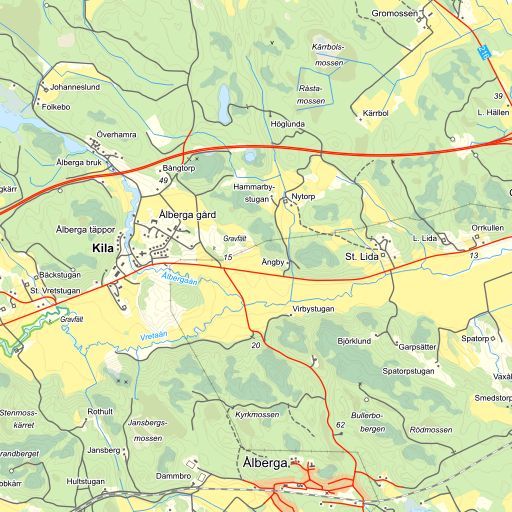 Gromossen
Kärrbols-
mossen
Johanneslund
Råsta-
mossen
39
Folkebo
L. Hällen
Kärrbol
Höglunda
Överhamra
Ålberga bruk
Bångtorp
49
Hammarby-
stugan
Nytorp
Ålberga gård
Ålberga täppor
Orrkullen
Gravfält
L. Lida
Kila
15
Ängby
St. Lida
13
Bäckstugan
Ålbergaån
St. Vretstugan
Gravfält
Virbystugan
Vretaån
20
Björklund
Garpsätter
Spatorp
Spatorpstugan
Smedstorp
Stenmoss-
kärret
Rothult
Kyrkmossen
Bullerbo-
bergen
Jansbergs-
mossen
62
Rödmossen
Jansberg
Ålberga
Dammbro
Hultstugan